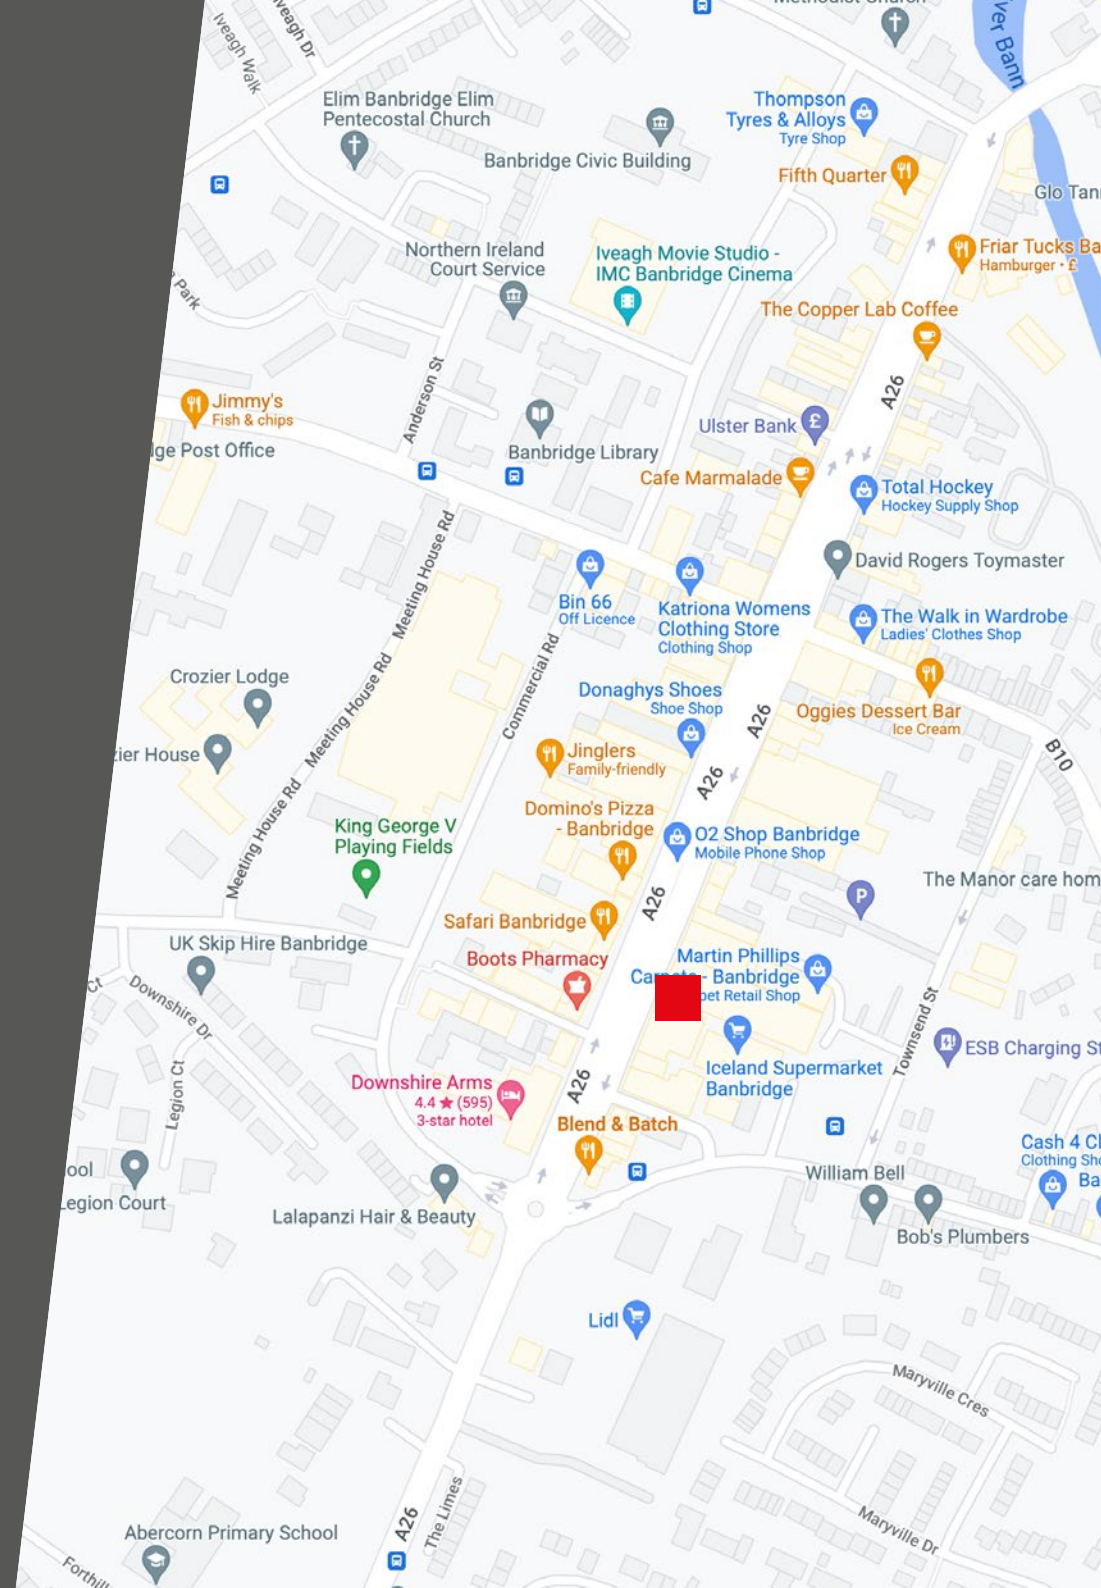 Iveagh Walk
Iveagh Dr
Elim Banbridge Elim
Pentecostal Church
Banbridge Civic Building
Thompson
Tyres & Alloys
Tyre Shop
Fifth Quarter
Glo Tan
Northern Ireland
Court Service
Iveagh Movie Studio -
IMC Banbridge Cinema
Friar Tucks Ba
Hamburger • £
The Copper Lab Coffee
Park
A26
Anderson St
Jimmy's
Fish & chips
ge Post Office
Banbridge Library
Ulster Bank
£
Cafe Marmalade
Total Hockey
Hockey Supply Shop
Meeting House Rd
David Rogers Toymaster
Bin 66
Off Licence
Katriona Womens
Clothing Store
Clothing Shop
The Walk in Wardrobe
Ladies' Clothes Shop
Meeting House Rd
Commercial Rd
Crozier Lodge
Donaghys Shoes
Shoe Shop
A26
Oggies Dessert Bar
Ice Cream
B10
zier House
Meeting House Rd
Jinglers
Family-friendly
A26
Domino's Pizza
- Banbridge
King George V
Playing Fields
O2 Shop Banbridge
Mobile Phone Shop
Meeting House Rd
The Manor care hom
P
A26
Safari Banbridge
UK Skip Hire Banbridge
Boots Pharmacy
Martin Phillips
- Banbridge
Retail Shop
Ct
Downshire Dr
Townsend St
ESB Charging St
Iceland Supermarket
Banbridge
Legion Ct
Downshire Arms
4.4 ★ (595)
3-star hotel
A26
Blend & Batch
Cash 4 Cl
Clothing Sho
Ba
ool
Legion Court
William Bell
Lalapanzi Hair & Beauty
Bob's Plumbers
Lidl
Maryville Cres
A26
The Limes
Maryville Dr
Abercorn Primary School
Forthill